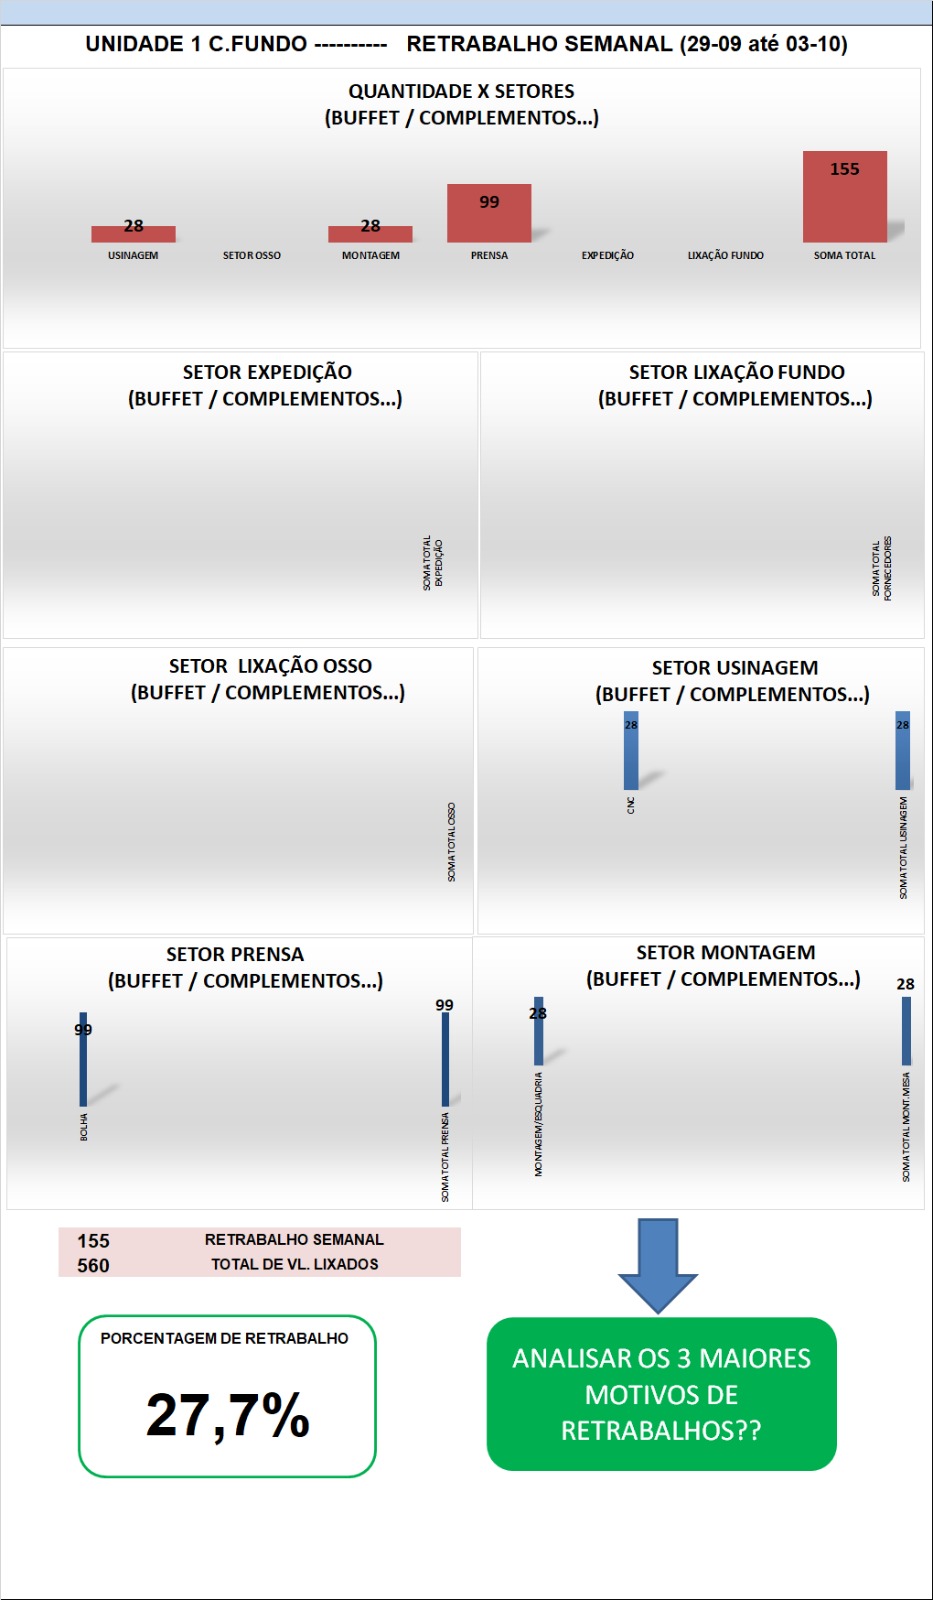 UNIDADE 1 C.FUNDO ---------- RETRABALHO SEMANAL (29-09 até 03-10)
QUANTIDADE X SETORES
(BUFFET / COMPLEMENTOS...)
28
28
99
155
USINAGEM
SETOR OSSO
MONTAGEM
PRENSA
EXPEDIÇÃO
LIXAÇÃO FUNDO
SOMA TOTAL
SETOR EXPEDIÇÃO
(BUFFET / COMPLEMENTOS...)
SOMA TOTAL
EXPEDIÇÃO
SETOR LIXAÇÃO FUNDO
(BUFFET / COMPLEMENTOS...)
SOMA TOTAL
FORNECEDORES
SETOR  LIXAÇÃO OSSO
(BUFFET / COMPLEMENTOS...)
SOMA TOTAL OSSO
SETOR USINAGEM
(BUFFET / COMPLEMENTOS...)
28
28
CNC
SOMA TOTAL USINAGEM
SETOR PRENSA
(BUFFET / COMPLEMENTOS...)
99
99
BOLHA
SOMA TOTAL PRENSA
SETOR MONTAGEM
(BUFFET / COMPLEMENTOS...)
28
28
MONTAGEM/ESQUADRIA
SOMA TOTAL MONT.MESA
155 RETRABALHO SEMANAL
560 TOTAL DE VL. LIXADOS
PORCENTAGEM DE RETRABALHO
27,7%
ANALISAR OS 3 MAIORES
MOTIVOS DE
RETRABALHOS??